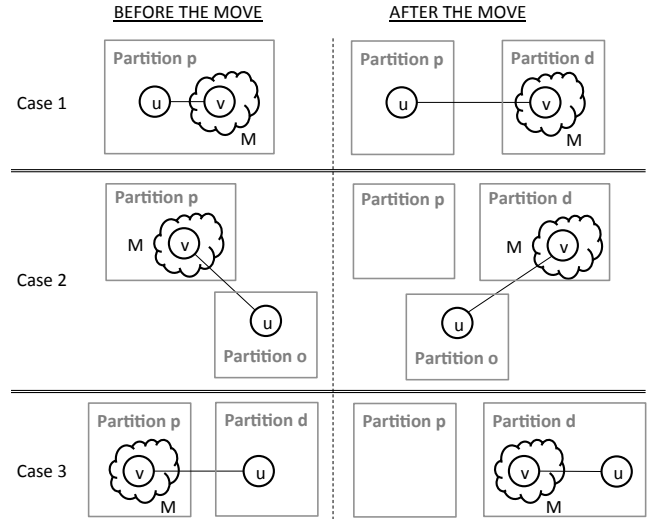 BEFORE THE MOVE
AFTER THE MOVE
Case 1
Partition p
u
v
M
Partition p
u
Partition d
v
M
Case 2
Partition p
M
v
u
Partition o
Partition p
Partition d
M
v
u
Partition o
Case 3
Partition p
v
M
Partition d
u
Partition p
Partition d
v
u
M